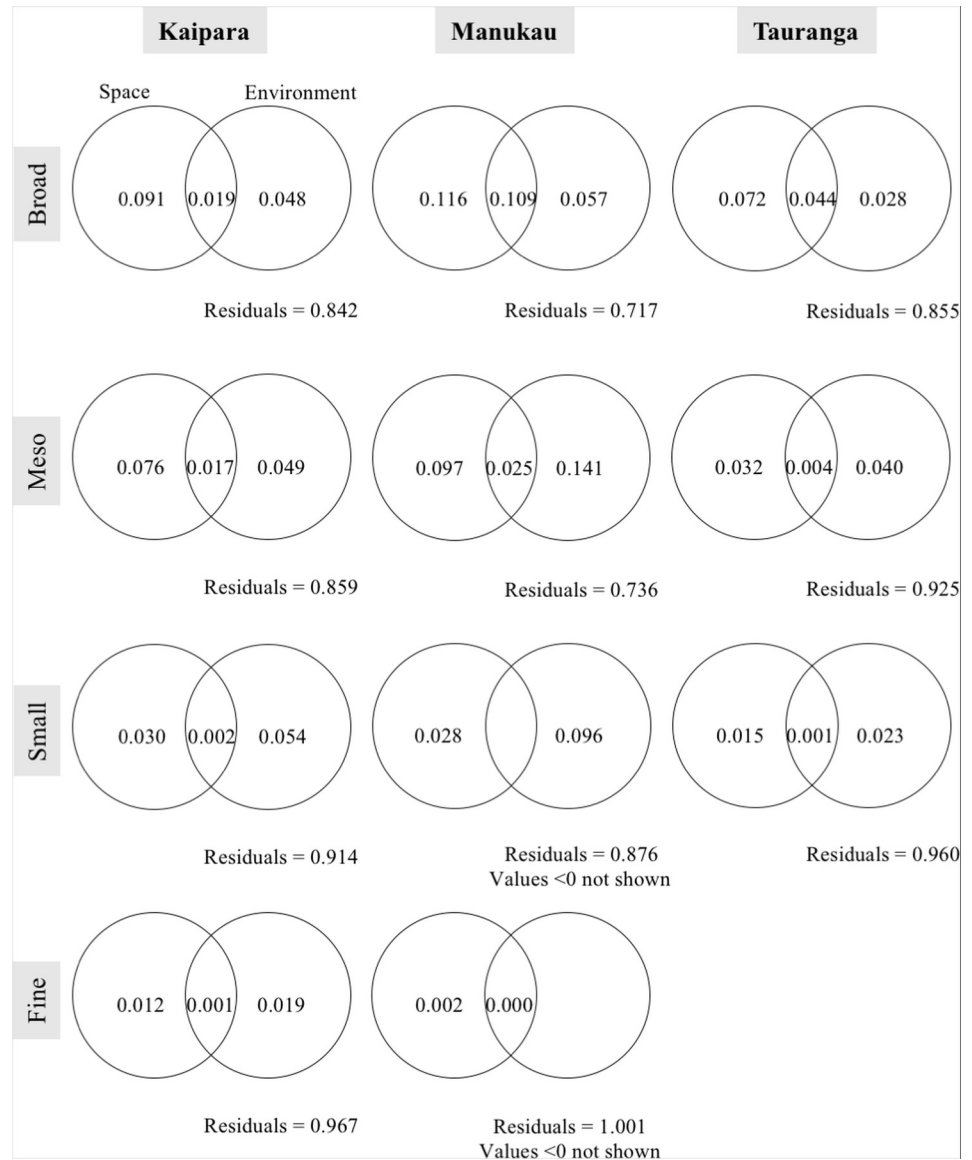 Kaipara Manukau Tauranga
Space Environment
Broad
0.091 0.019 0.048 0.116 0.109 0.057 0.072 0.044 0.028
Residuals = 0.842 Residuals = 0.717 Residuals = 0.855
Meso
0.076 0.017 0.049 0.097 0.025 0.141 0.032 0.004 0.040
Residuals = 0.859 Residuals = 0.736 Residuals = 0.925
Small
0.030 0.002 0.054 0.028 0.096 0.015 0.001 0.023
Residuals = 0.914 Residuals = 0.876 Residuals = 0.960
Values <0 not shown
Fine
0.012 0.001 0.019 0.002 0.000
Residuals = 0.967 Residuals = 1.001
Values <0 not shown